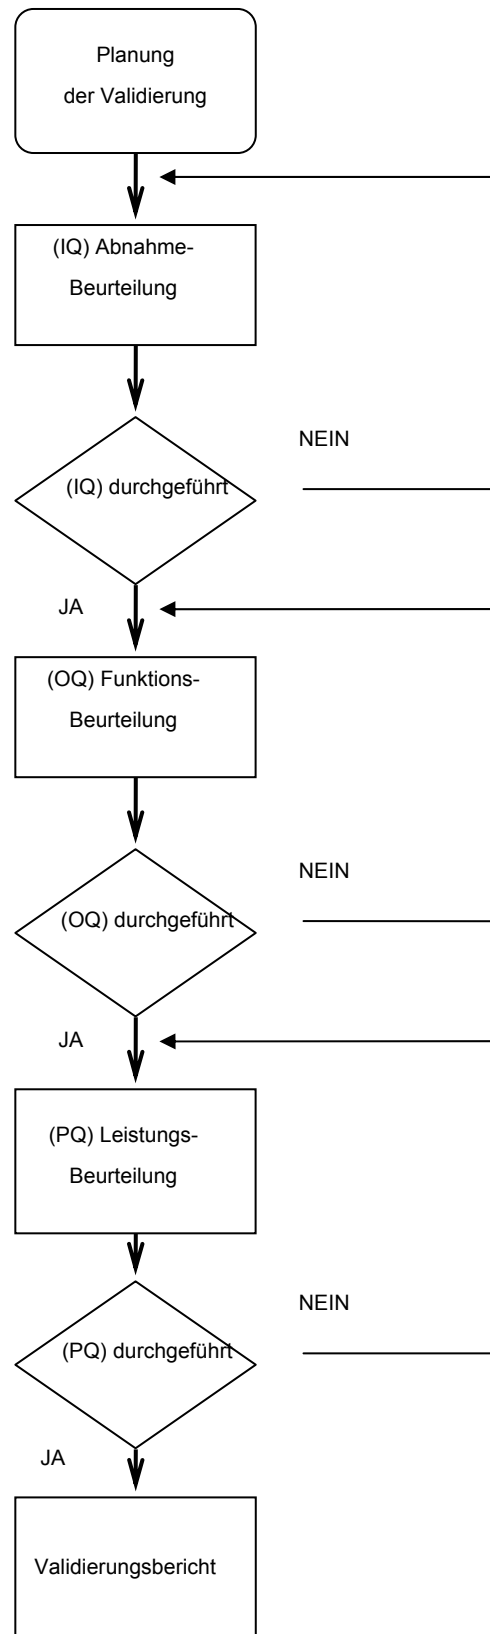 Planung
der Validierung
(IQ) Abnahme-
Beurteilung
NEIN
(IQ) durchgeführt
JA
(OQ) Funktions-
Beurteilung
NEIN
(OQ) durchgeführt
JA
(PQ) Leistungs-
Beurteilung
NEIN
(PQ) durchgeführt
JA
Validierungsbericht